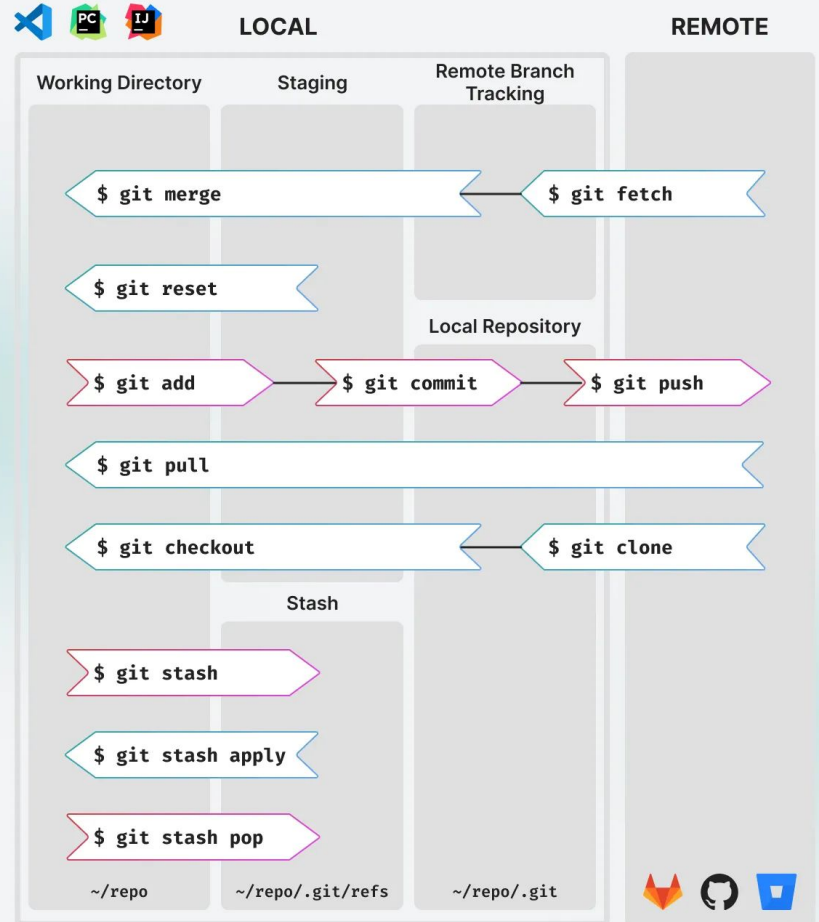 PC
IJ
LOCAL
REMOTE
Working Directory
Staging
Remote Branch
Tracking
$ git merge
$ git fetch
$ git reset
Local Repository
$ git add
$ git commit
$ git push
$ git pull
$ git checkout
$ git clone
Stash
$ git stash
$ git stash apply
$ git stash pop
~/repo
~/repo/.git/refs
~/repo/.git